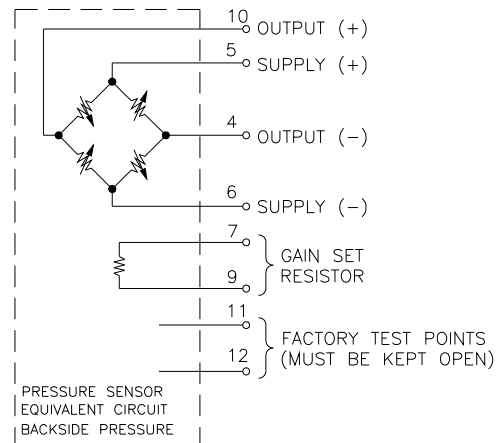 10 OUTPUT (+)
5 SUPPLY (+)
4 OUTPUT (−)
6 SUPPLY (−)
7
GAIN SET
RESISTOR
9
11
FACTORY TEST POINTS
(MUST BE KEPT OPEN)
12
PRESSURE SENSOR
EQUIVALENT CIRCUIT
BACKSIDE PRESSURE